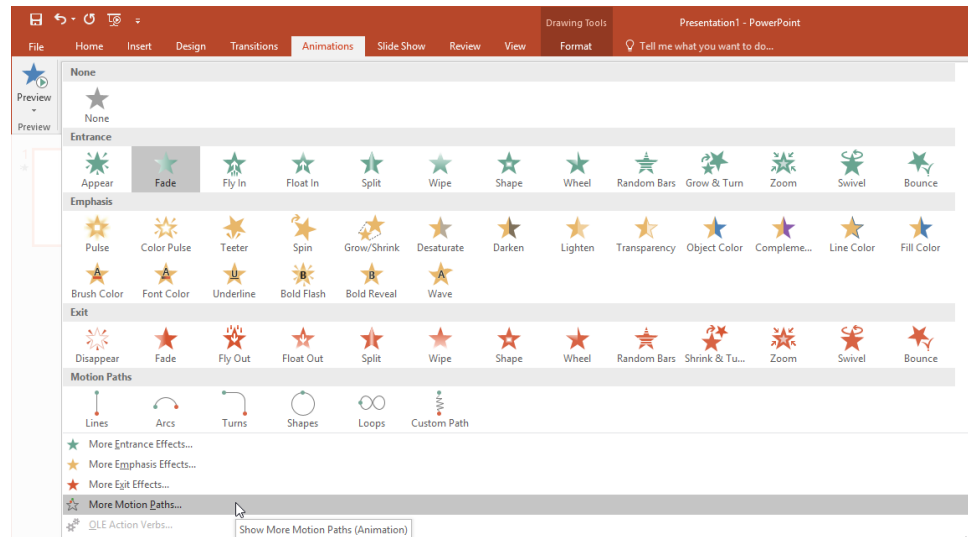 Drawing Tools Presentation1 - PowerPoint
File Home Insert Design Transitions Animations Slide Show Review View Format Tell me what you want to do...
Preview
Preview
None
None
Entrance
Appear Fade Fly In Float In Split Wipe Shape Wheel Random Bars Grow & Turn Zoom Swivel Bounce
Emphasis
Pulse Color Pulse Teeter Spin Grow/Shrink Desaturate Darken Lighten Transparency Object Color Compleme... Line Color Fill Color
Brush Color Font Color Underline Bold Flash Bold Reveal Wave
Exit
Disappear Fade Fly Out Float Out Split Wipe Shape Wheel Random Bars Shrink & Tu... Zoom Swivel Bounce
Motion Paths
Lines Arcs Turns Shapes Loops Custom Path
More Entrance Effects...
More Emphasis Effects...
More Exit Effects...
More Motion Paths...
OLE Action Verbs...
Show More Motion Paths (Animation)